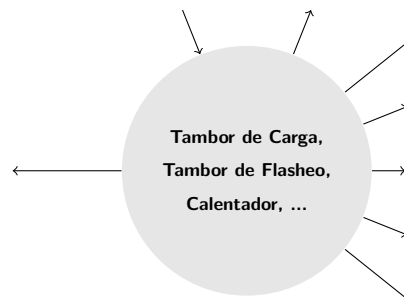 Tambor de Carga,
Tambor de Flasheo,
Calentador, ...